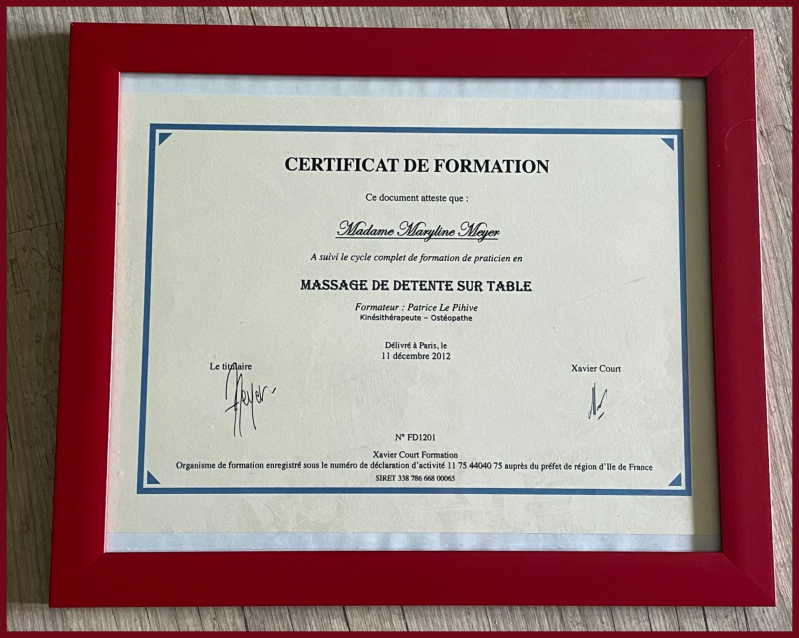 CERTIFICAT DE FORMATION
Ce document atteste que :
Madame Maryline Meyer
A suivi le cycle complet de formation de praticien en
MASSAGE DE DETENTE SUR TABLE
Formateur : Patrice Le Pihive
Kinésithérapeute – Ostéopathe
Délivré à Paris, le
11 décembre 2012
Le titulaire
Xavier Court
Meyer
N° FD1201
Xavier Court Formation
Organisme de formation enregistré sous le numéro de déclaration d'activité 11 75 44040 75 auprès du préfet de région d'Ile de France
SIRET 338 786 668 00065